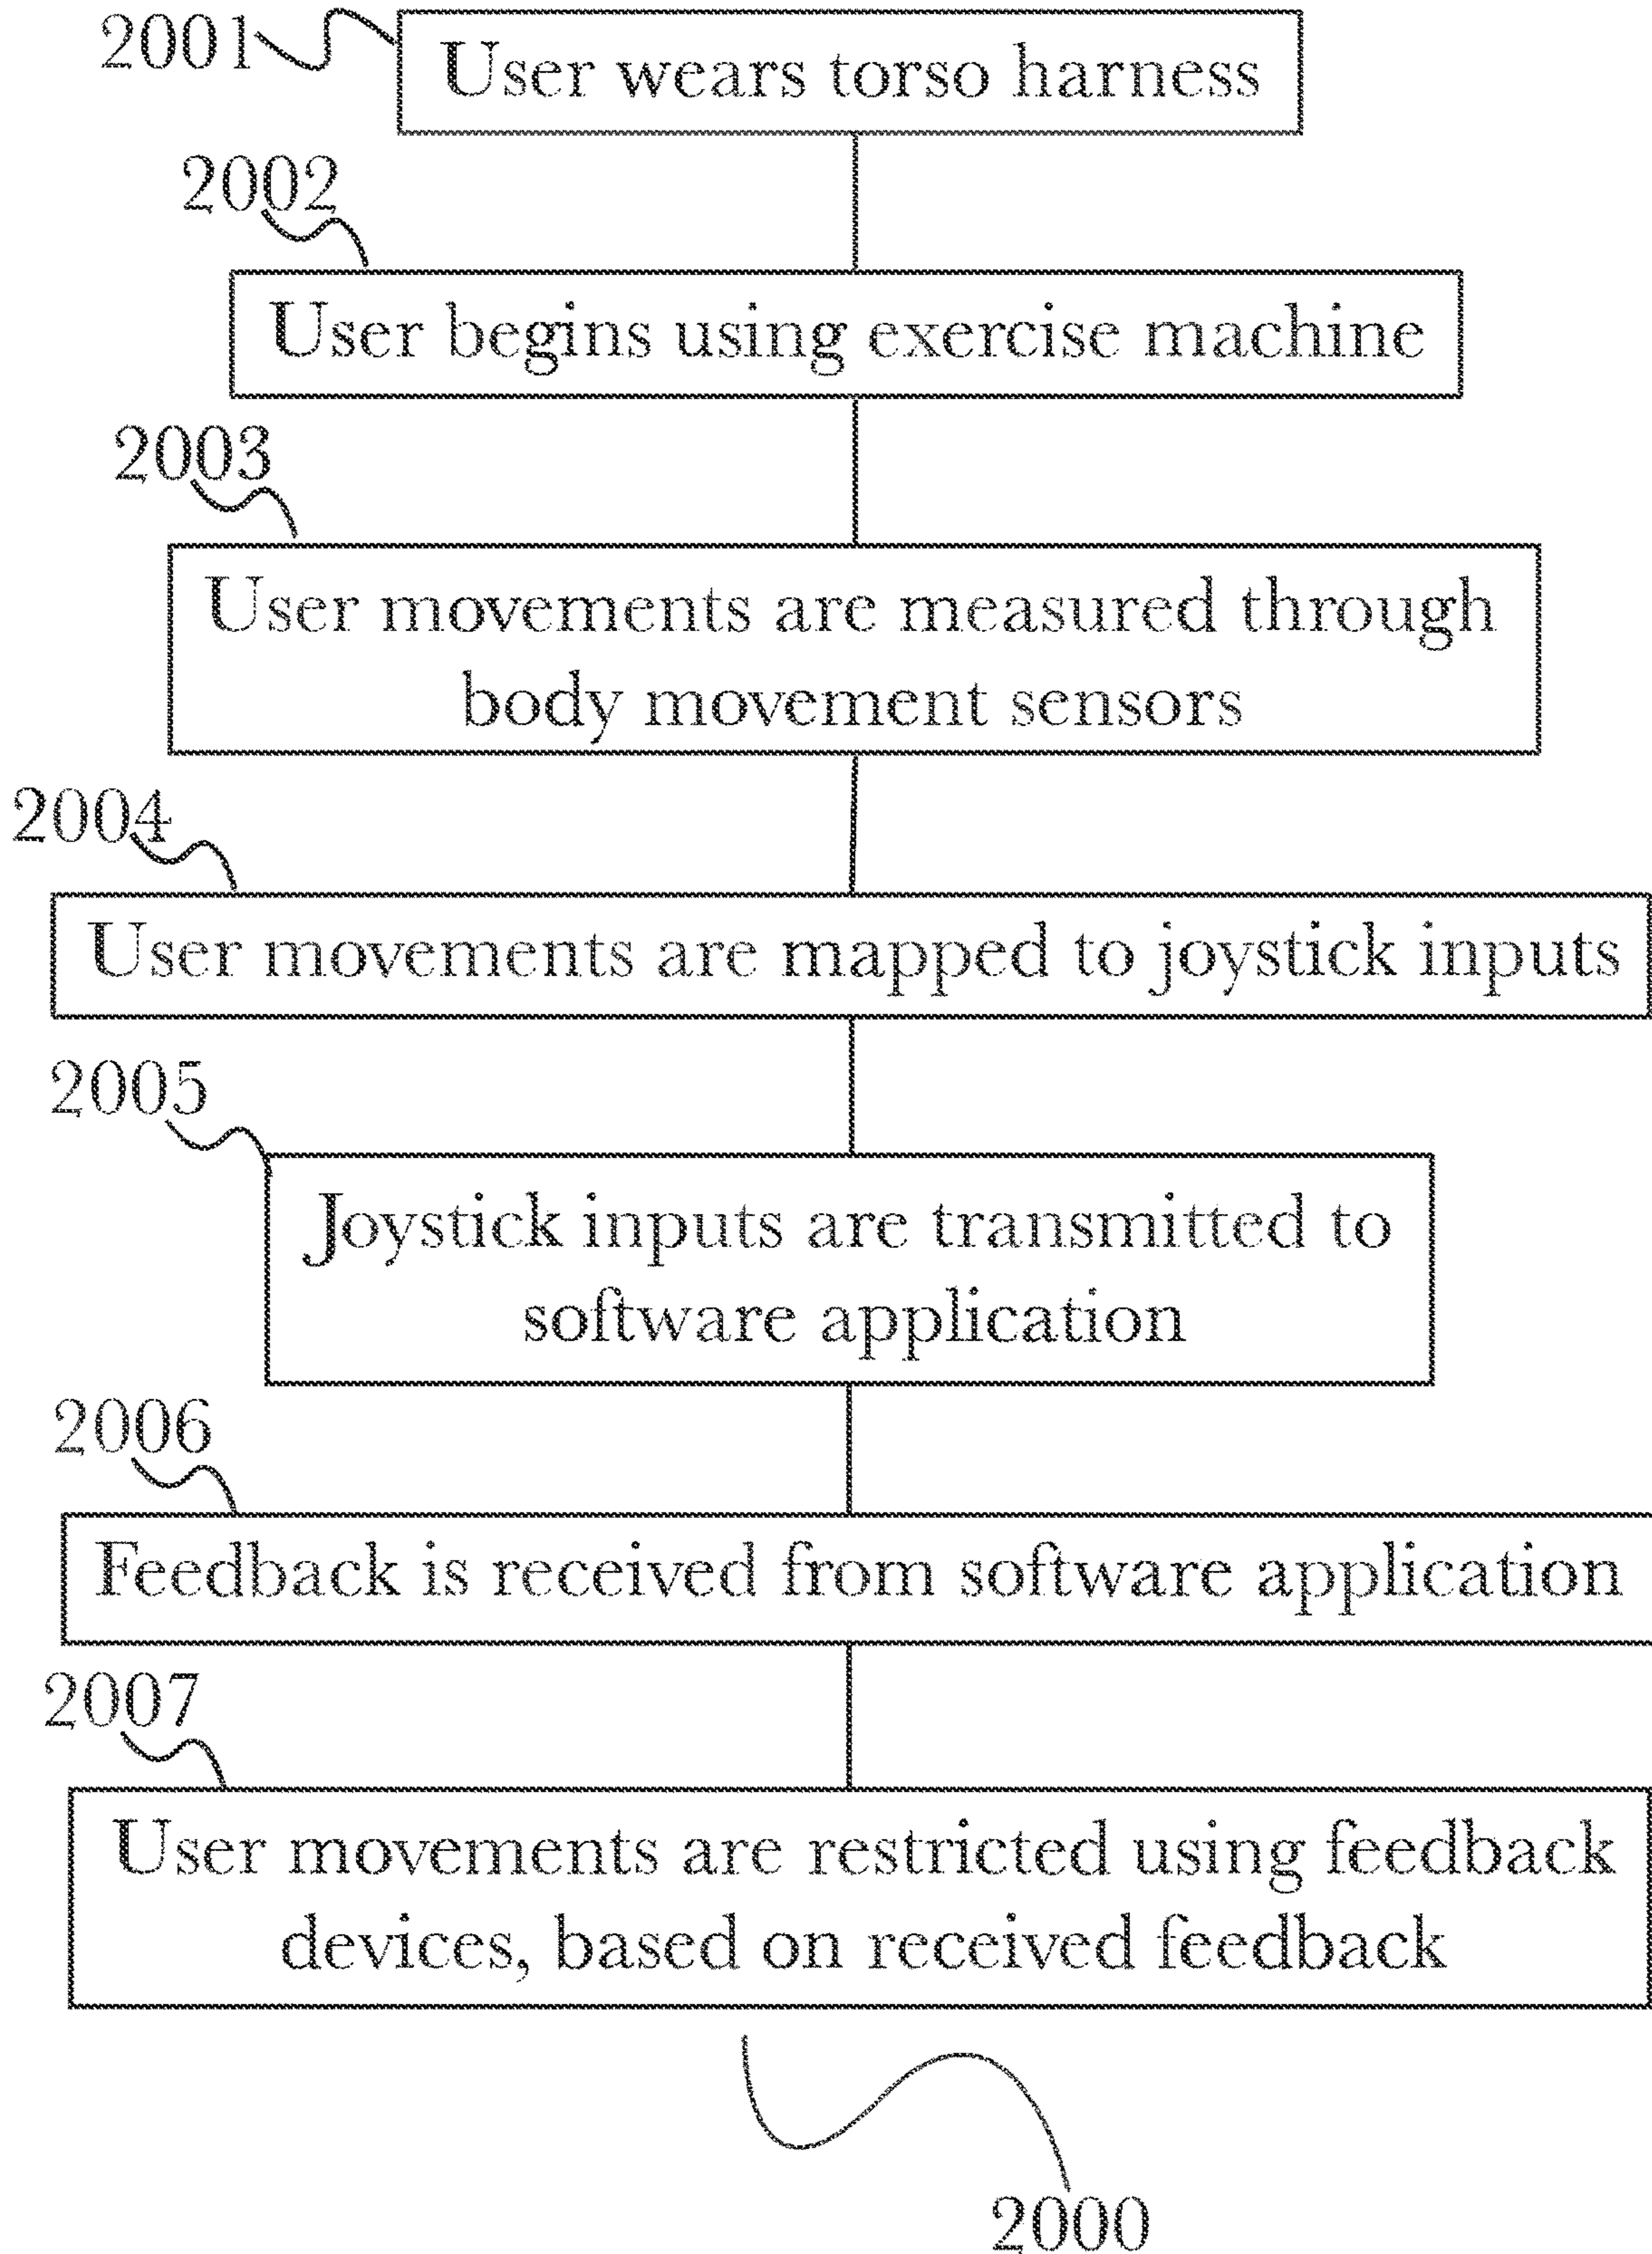 2001
User wears torso harness
2002
User begins using exercise machine
2003
User movements are measured through
body movement sensors
2004
User movements are mapped to joystick inputs
2005
Joystick inputs are transmitted to
software application
2006
Feedback is received from software application
2007
User movements are restricted using feedback
devices, based on received feedback
2000